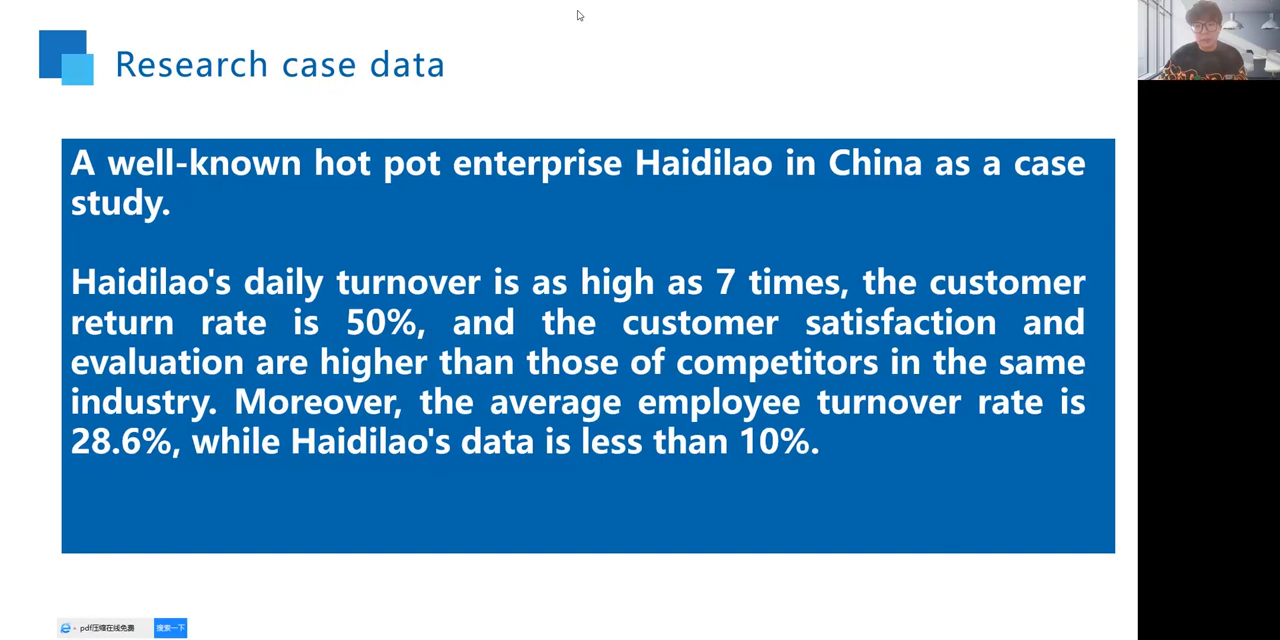 Research case data
A well-known hot pot enterprise Haidilao in China as a case
study.
Haidilao's daily turnover is as high as 7 times, the customer
return rate is 50%, and the customer satisfaction and
evaluation are higher than those of competitors in the same
industry. Moreover, the average employee turnover rate is
28.6%, while Haidilao's data is less than 10%.
pdf压缩在线免费 搜索一下